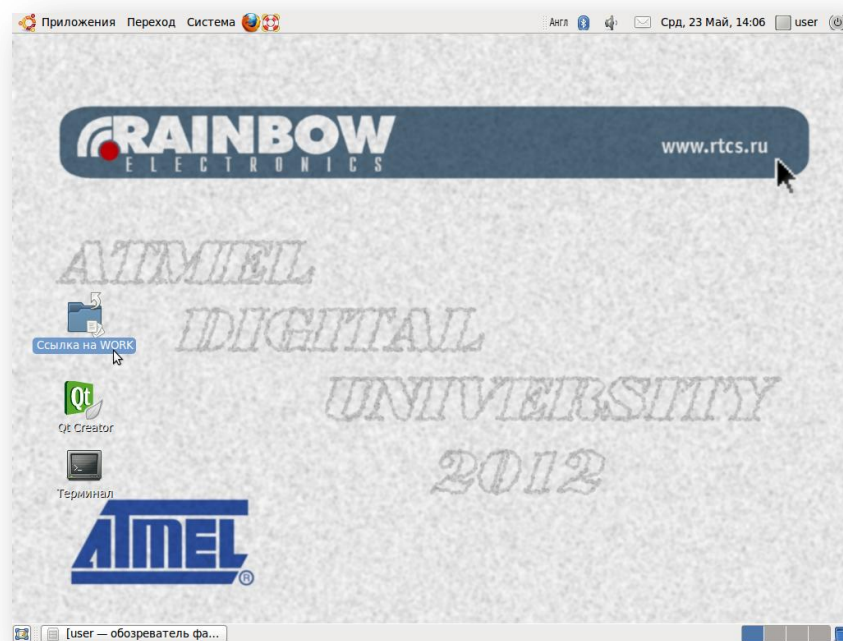 Приложения Переход Система
Англ Срд, 23 Май, 14:06 user
RAINBOW
ELECTRONICS
www.rtcs.ru
ATMEL
DIGITAL
UNIVERSITY
2012
Ссылка на WORK
Qt
Qt Creator
Терминал
ATMEL
®
[user — обозреватель фа...